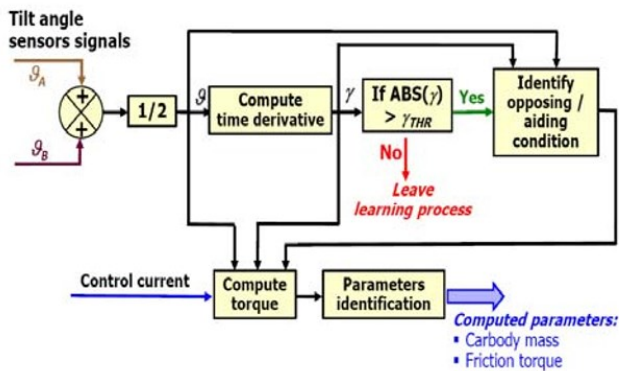 Tilt angle
sensors signals
ϑA
ϑB
+
+
1/2
ϑ
Compute
time derivative
γ
If ABS(γ)
> γTHR
Yes
No
Leave
learning process
Identify
opposing /
aiding
condition
Control current
Compute
torque
Parameters
identification
Computed parameters:
▪ Carbody mass
▪ Friction torque